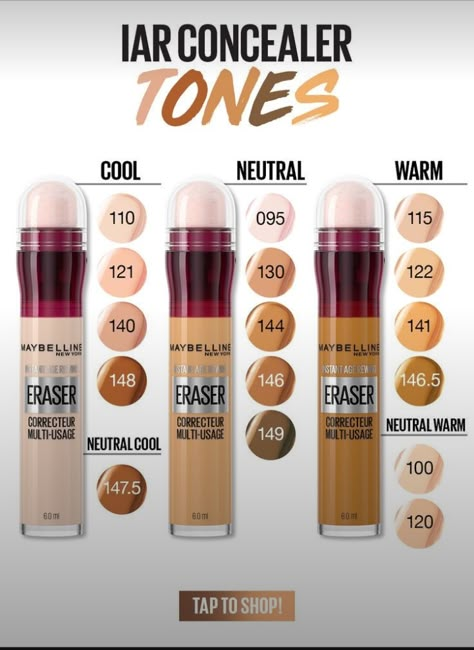 IAR CONCEALER
TONES
COOL
110
121
140
148
NEUTRAL COOL
147.5
NEUTRAL
095
130
144
146
149
WARM
115
122
141
146.5
NEUTRAL WARM
100
120
MAYBELLINE
NEW YORK
ERASER
CORRECTEUR
MULTI-USAGE
6.0 ml
MAYBELLINE
NEW YORK
INSTANT AGE REWIND
ERASER
CORRECTEUR
MULTI-USAGE
6.0 ml
MAYBELLINE
NEW YORK
INSTANT AGE REWIND
ERASER
CORRECTEUR
MULTI-USAGE
6.0 ml
TAP TO SHOP!